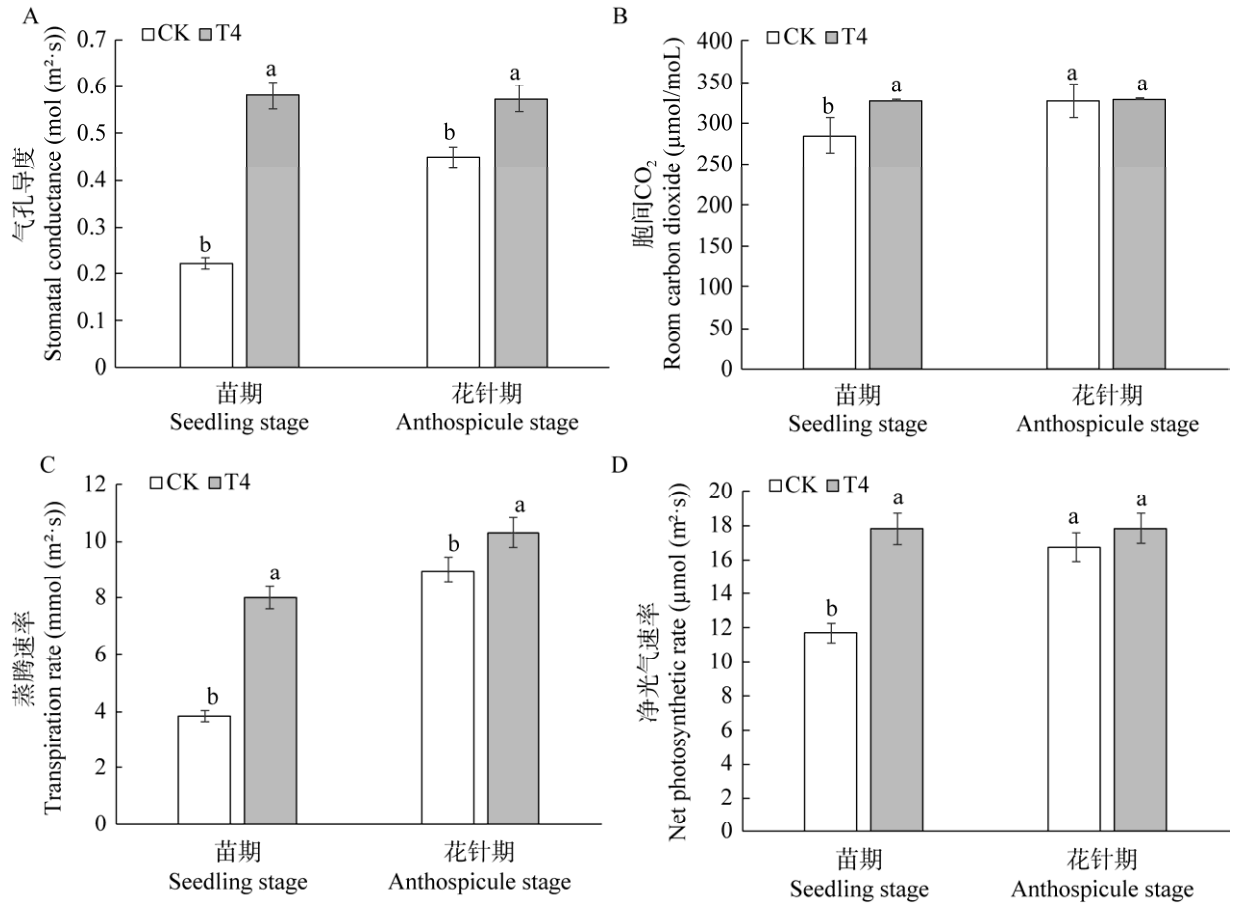 A
□CK ■T4
0.7
0.6
0.5
0.4
0.3
0.2
0.1
0
气孔导度
Stomatal conductance (mol (m²·s))
b
a
b
a
苗期
Seedling stage
花针期
Anthospicule stage
B
□CK ■T4
400
350
300
250
200
150
300
50
0
胞间CO₂
Room carbon dioxide (μmol/moL)
b
a
a
a
苗期
Seedling stage
花针期
Anthospicule stage
C
□CK ■T4
12
10
8
6
4
2
0
蒸腾速率
Transpiration rate (mmol (m²·s))
b
a
b
a
苗期
Seedling stage
花针期
Anthospicule stage
D
□CK ■T4
20
18
16
14
12
10
8
6
4
2
0
净光气速率
Net photosynthetic rate (μmol (m²·s))
b
a
a
a
苗期
Seedling stage
花针期
Anthospicule stage